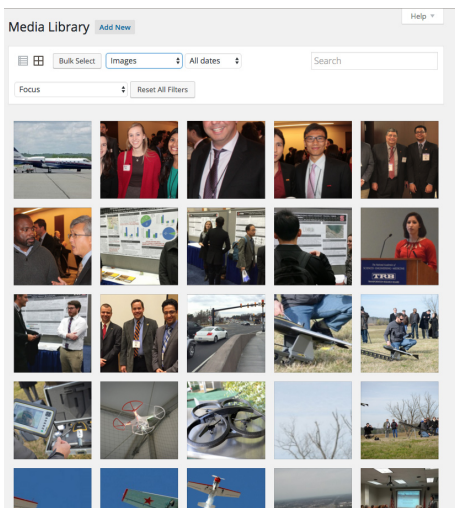 Help
Media Library Add New
Bulk Select Images All dates Search
Focus Reset All Filters
TRB